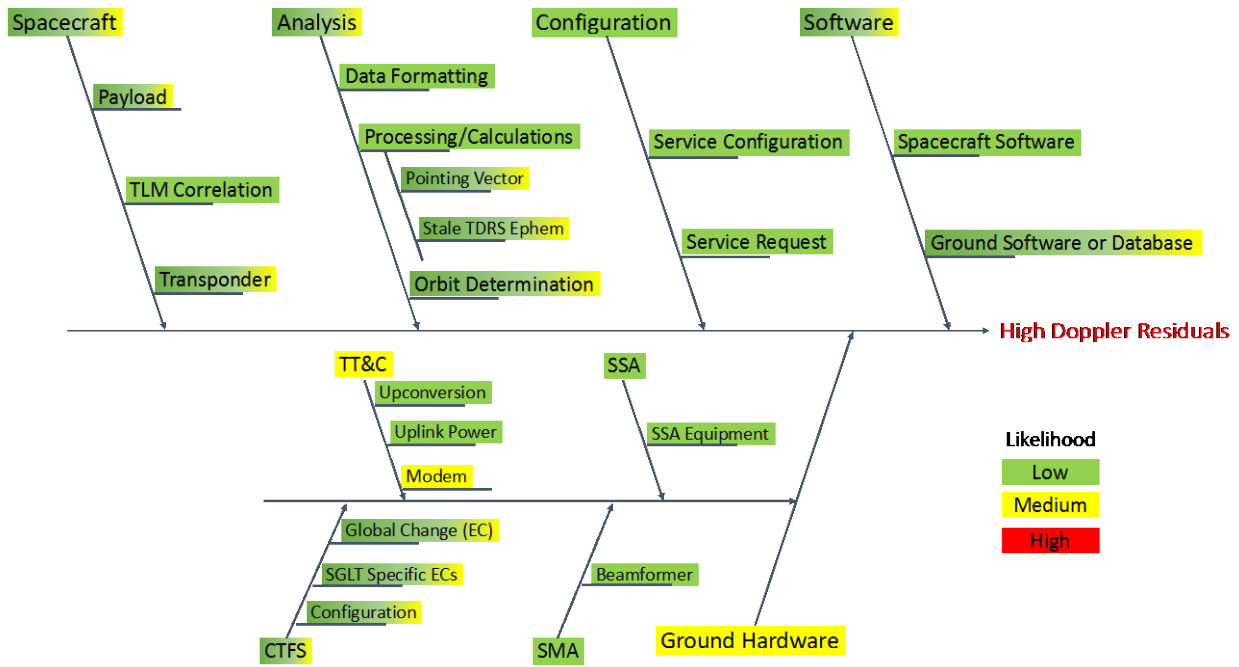 Spacecraft
Analysis
Configuration
Software
Data Formatting
Payload
Processing/Calculations
Service Configuration
Spacecraft Software
Pointing Vector
TLM Correlation
Stale TDRS Ephem
Service Request
Ground Software or Database
Transponder
Orbit Determination
High Doppler Residuals
TT&C
SSA
Upconversion
Uplink Power
SSA Equipment
Modem
Likelihood
Low
Medium
High
Global Change (EC)
SGLT Specific ECs
Beamformer
Configuration
CTFS
SMA
Ground Hardware